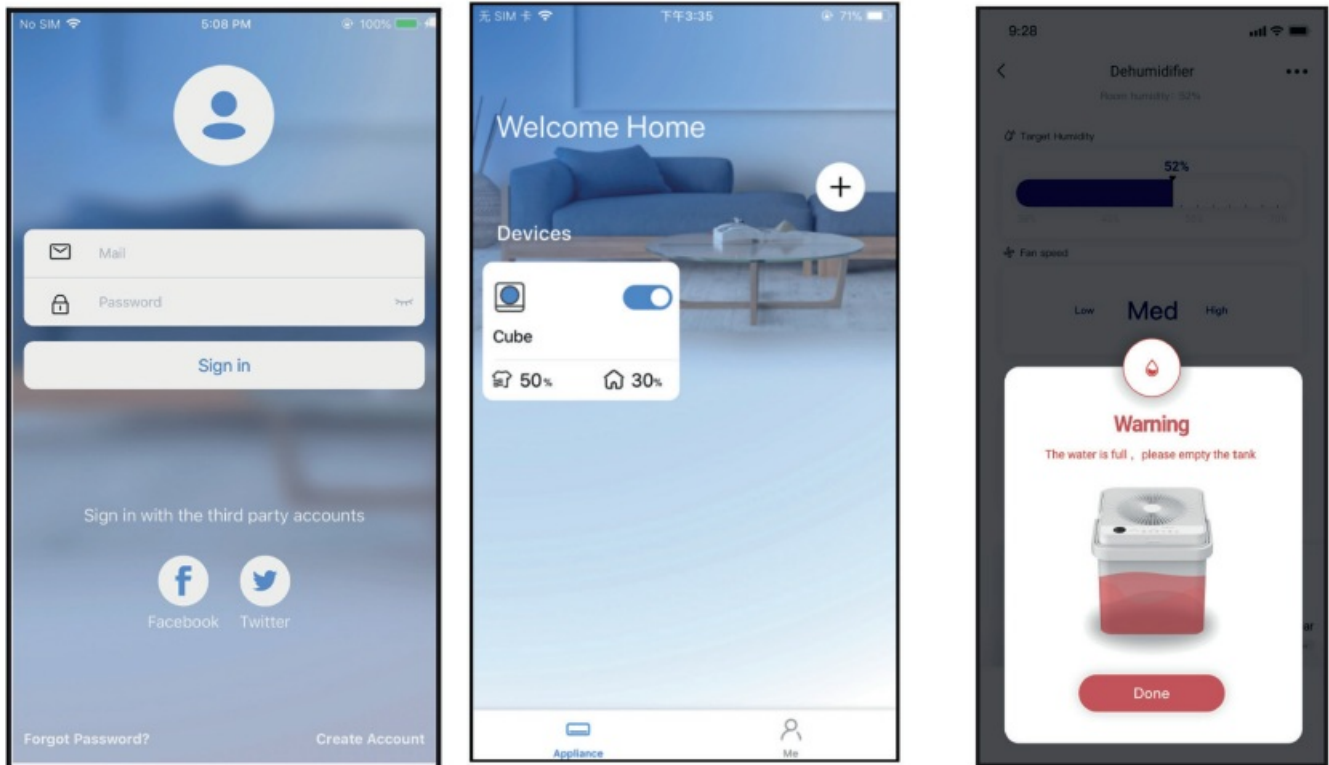 No SIM 5:08 PM 100%
Mail
Password
Sign in
Sign in with the third party accounts
Facebook Twitter
Forgot Password? Create Account
无 SIM 卡 下午3:35 71%
Welcome Home
+
Devices
Cube
50% 30%
Appliance Me
9:28
Dehumidifier
Room humidity: 52%
Target Humidity
52%
Fan speed
Low Med High
Warning
The water is full , please empty the tank
Done